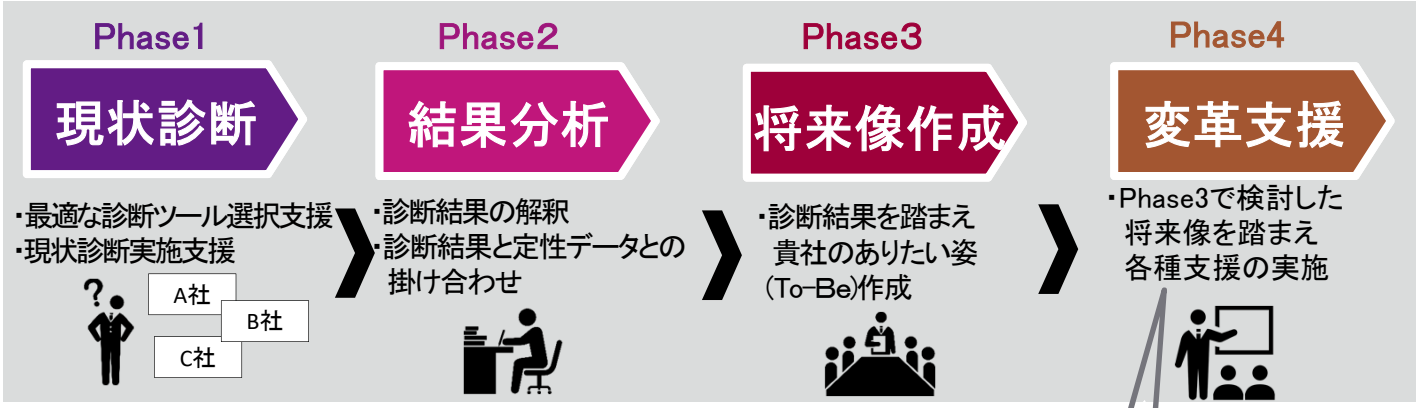 Phase1
現状診断
・最適な診断ツール選択支援
・現状診断実施支援
?
A社
B社
C社
Phase2
結果分析
・診断結果の解釈
・診断結果と定性データとの
掛け合わせ
Phase3
将来像作成
・診断結果を踏まえ
貴社のありたい姿
(To-Be)作成
Phase4
変革支援
・Phase3で検討した
将来像を踏まえ
各種支援の実施